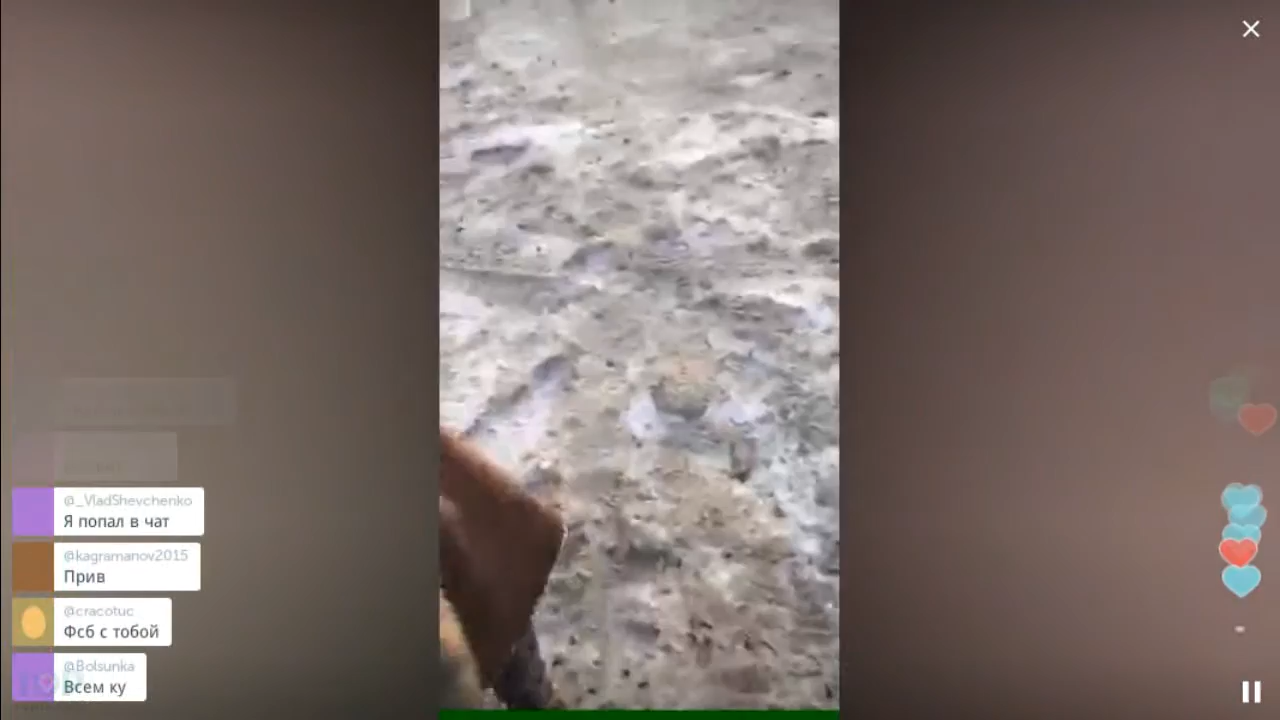 @_VladShevchenko
Я попал в чат
@kagramanov2015
Прив
@cracotuc
Фсб с тобой
@Bolsunka
Всем ку